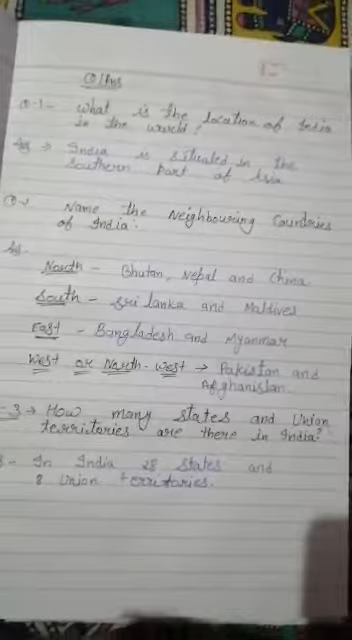 Q/Ans
Q-1- What is the location of India
in the world?
Ans → India is situated in the
Southern part of Asia
Q-2 Name the Neighbouring Countries
of India.
Ans.
North - Bhutan, Nepal and China
South - Sri lanka and Maldives
East - Bangladesh and Myanmar
West or North-west → Pakistan and
Afghanistan.
-3 → How many states and Union
territories are there in India?
3- In India 28 states and
8 Union territories.